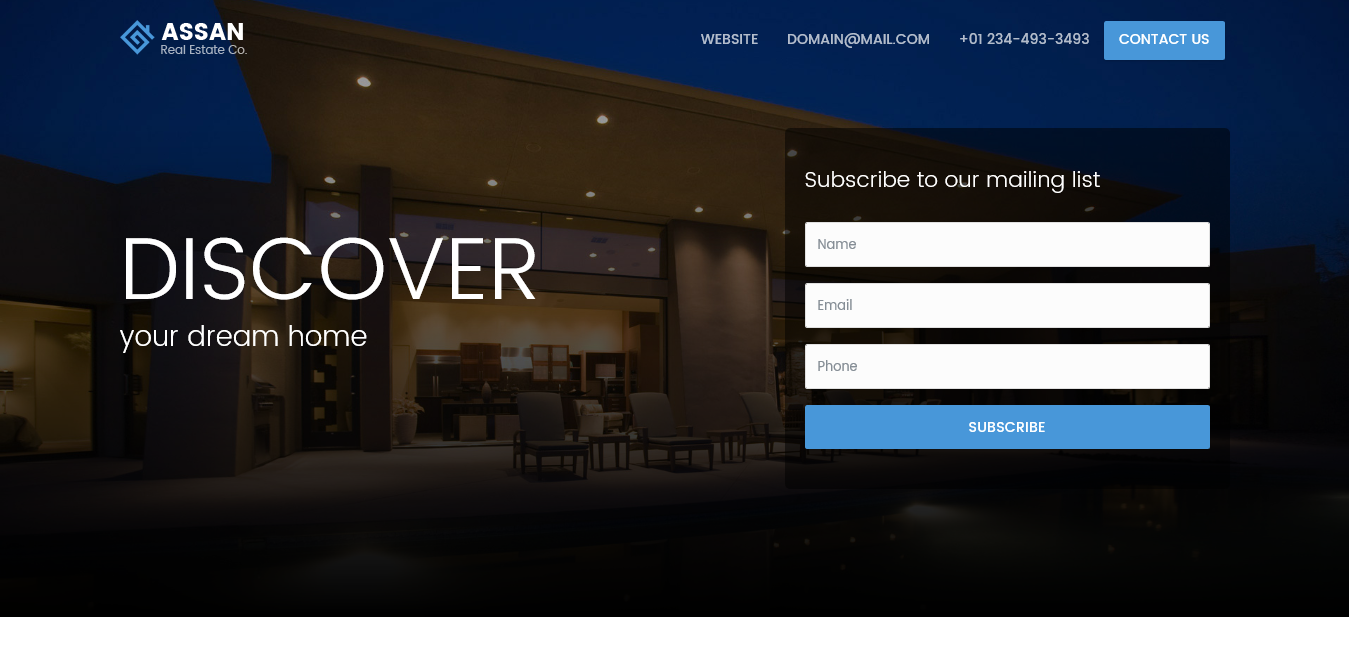 ASSAN
Real Estate Co.
WEBSITE
DOMAIN@MAIL.COM
+01 234-493-3493
CONTACT US
DISCOVER
your dream home
Subscribe to our mailing list
Name
Email
Phone
SUBSCRIBE